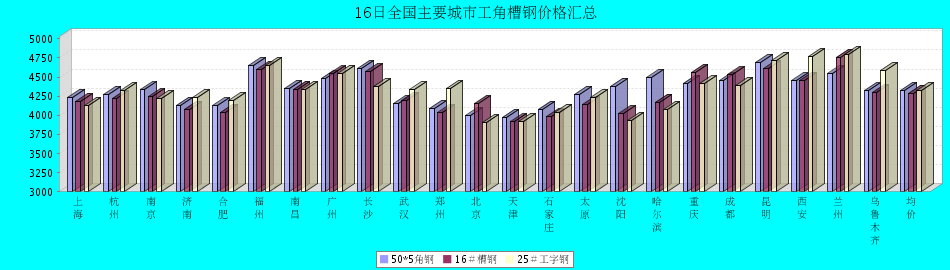 16日全国主要城市工角槽钢价格汇总
5000
4750
4500
4250
4000
3750
3500
3250
3000
上海
杭州
南京
济南
合肥
福州
南昌
广州
长沙
武汉
郑州
北京
天津
石家庄
太原
沈阳
哈尔滨
重庆
成都
昆明
西安
兰州
乌鲁木齐
均价
50*5角钢 16#槽钢 25#工字钢